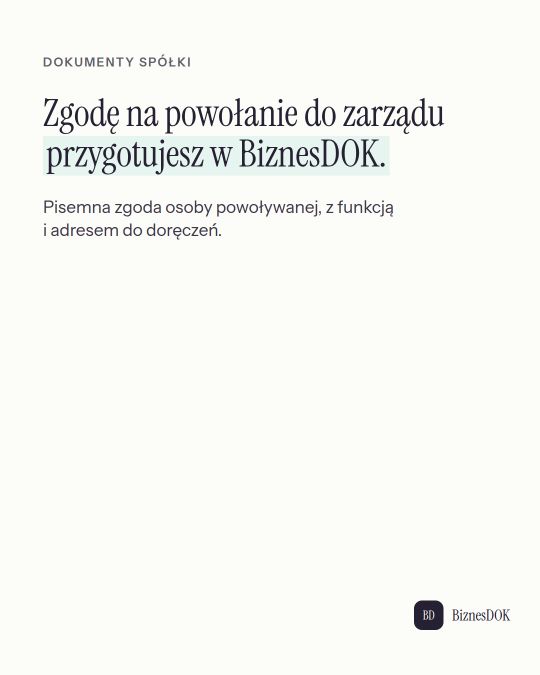 DOKUMENTY SPÓŁKI
Zgodę na powołanie do zarządu
przygotujesz w BiznesDOK.
Pisemna zgoda osoby powoływanej, z funkcją
i adresem do doręczeń.
BD BiznesDOK